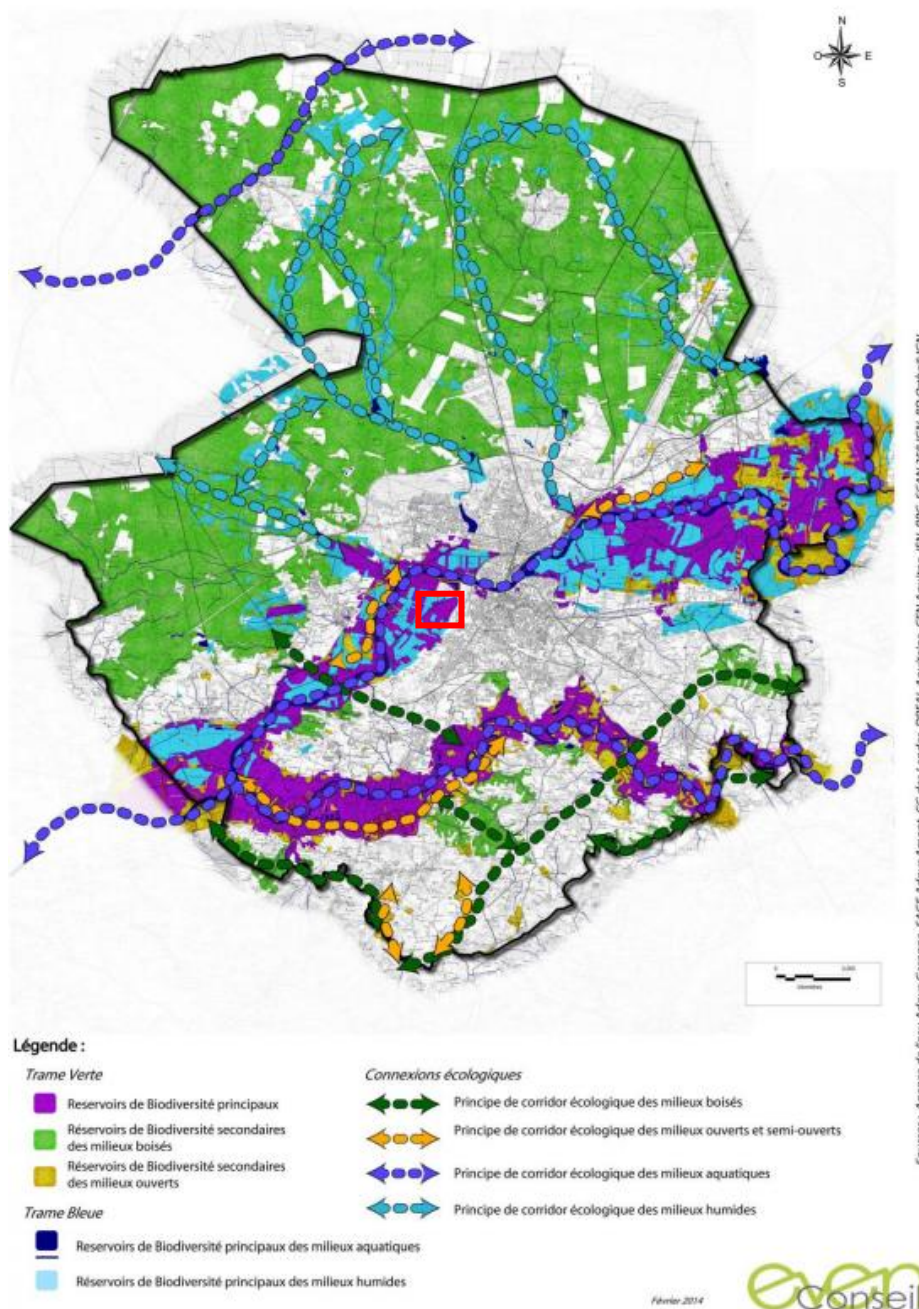 N
O E
S
Légende :
Trame Verte
Reservoirs de Biodiversité principaux
Réservoirs de Biodiversité secondaires
des milieux boisés
Réservoirs de Biodiversité secondaires
des milieux ouverts
Trame Bleue
Reservoirs de Biodiversité principaux des milieux aquatiques
Réservoirs de Biodiversité principaux des milieux humides
Connexions écologiques
Principe de corridor écologique des milieux boisés
Principe de corridor écologique des milieux ouverts et semi-ouverts
Principe de corridor écologique des milieux aquatiques
Principe de corridor écologique des milieux humides
Février 2014
even
Conseil